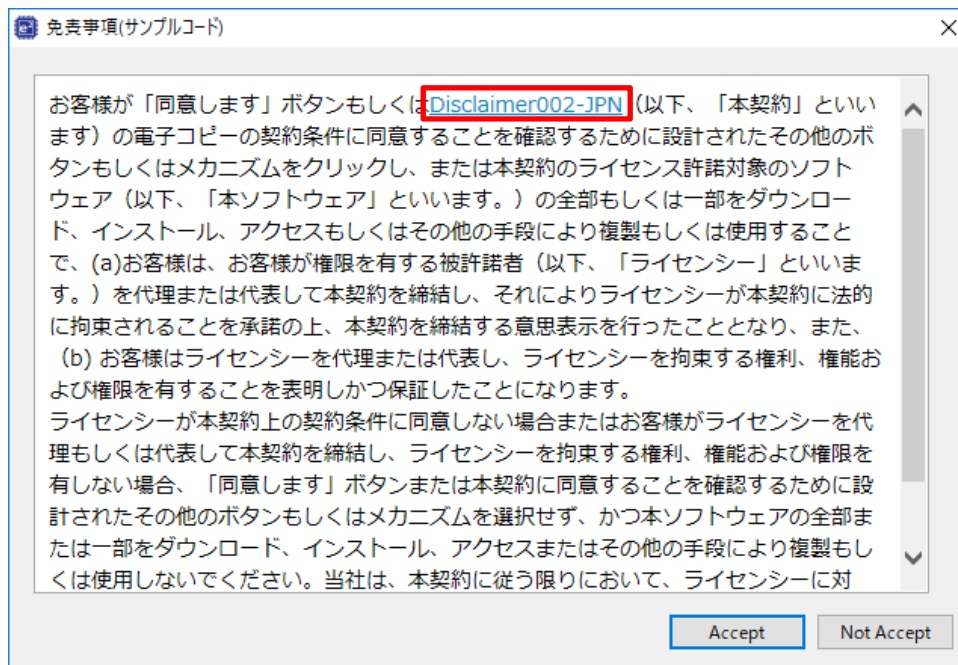 免責事項(サンプルコード)
お客様が「同意します」ボタンもしくはDisclaimer002-JPN（以下、「本契約」といい
ます）の電子コピーの契約条件に同意することを確認するために設計されたその他のボ
タンもしくはメカニズムをクリックし、または本契約のライセンス許諾対象のソフト
ウェア（以下、「本ソフトウェア」といいます。）の全部もしくは一部をダウンロー
ド、インストール、アクセスもしくはその他の手段により複製もしくは使用すること
で、(a)お客様は、お客様が権限を有する被許諾者（以下、「ライセンシー」といいま
す。）を代理または代表して本契約を締結し、それによりライセンシーが本契約に法的
に拘束されることを承諾の上、本契約を締結する意思表示を行ったこととなり、また、
（b) お客様はライセンシーを代理または代表し、ライセンシーを拘束する権利、権能お
よび権限を有することを表明しかつ保証したことになります。
ライセンシーが本契約上の契約条件に同意しない場合またはお客様がライセンシーを代
理もしくは代表して本契約を締結し、ライセンシーを拘束する権利、権能および権限を
有しない場合、「同意します」ボタンまたは本契約に同意することを確認するために設
計されたその他のボタンもしくはメカニズムを選択せず、かつ本ソフトウェアの全部ま
たは一部をダウンロード、インストール、アクセスまたはその他の手段により複製もし
くは使用しないでください。当社は、本契約に従う限りにおいて、ライセンシーに対
Accept
Not Accept